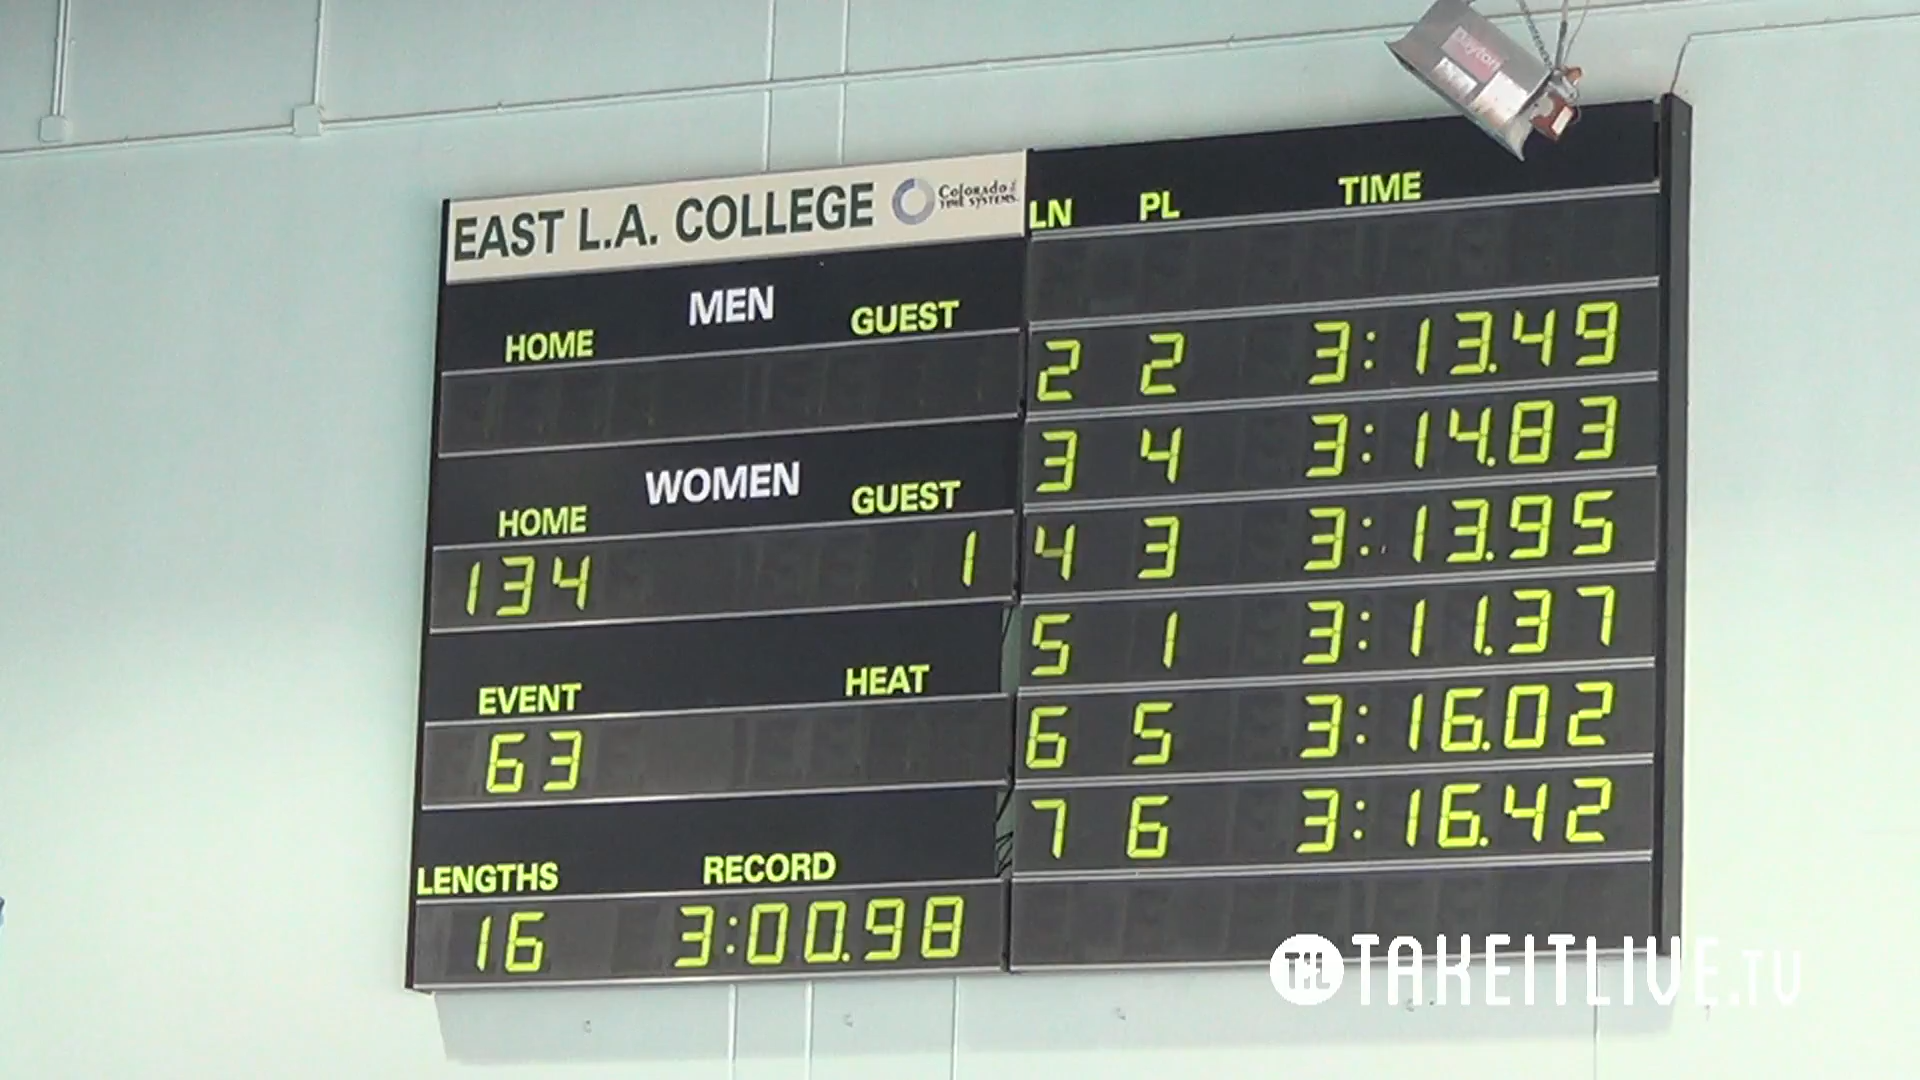 EAST L.A. COLLEGE
Colorado
TIME SYSTEMS
MEN
HOME GUEST
WOMEN
HOME GUEST
134 1
EVENT HEAT
63
LENGTHS RECORD
16 3:00.98
LN PL TIME
2 2 3:13.49
3 4 3:14.83
4 3 3:13.95
5 1 3:11.37
6 5 3:16.02
7 6 3:16.42
TAKEITLIVE.TV